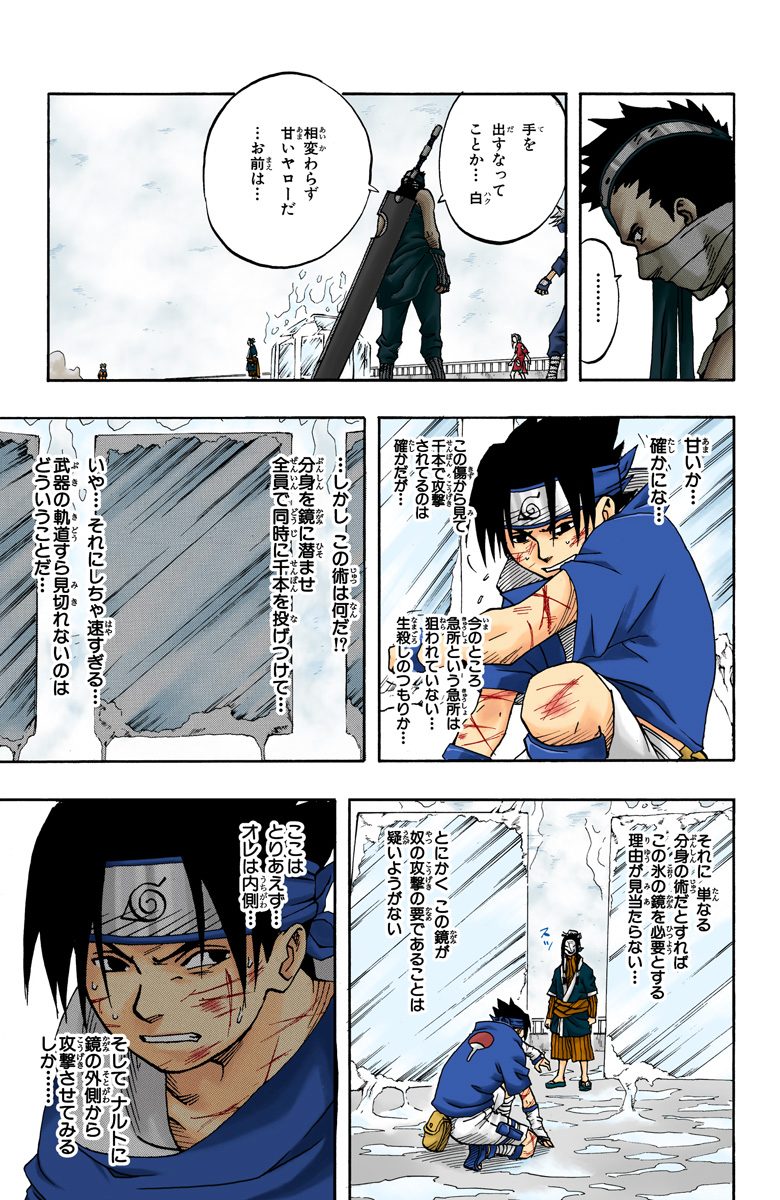 ………
手を
出すなって
ことか…白
相変わらず
甘いヤローだ
…お前は…
甘いか…
確かにな…
この傷から見て
千本で攻撃
されてるのは
確かだが…
今のところ
急所という急所は
狙われていない…
生殺しのつもりか…
…しかし この術は何だ!?
分身を鏡に潜ませ
全員で同時に千本を投げつけて…
いや…それにしちゃ速すぎる…
武器の軌道すら見切れないのは
どういうことだ…
それに 単なる
分身の術だとすれば
この氷の鏡を必要とする
理由が見当たらない…
とにかく この鏡が
奴の攻撃の要であることは
疑いようがない
スッ
ここは
とりあえず…
オレは内側…
そして ナルトに
鏡の外側から
攻撃させてみる
しか……